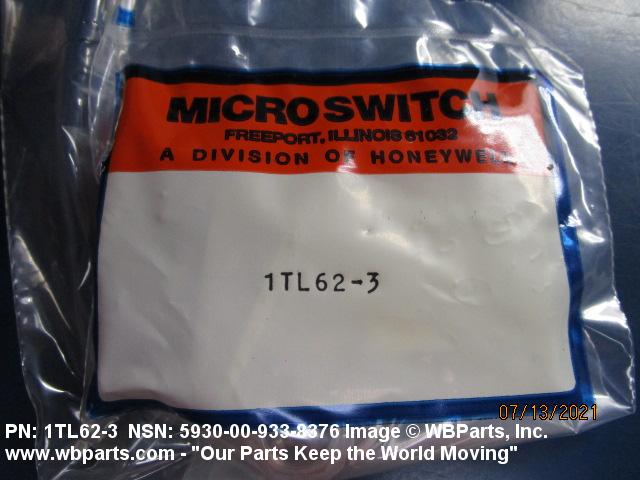 MICRO SWITCH
FREEPORT, ILLINOIS 61032
A DIVISION OF HONEYWELL
1TL62-3
07/13/2021
PN: 1TL62-3 NSN: 5930-00-933-8376 Image © WBParts, Inc.
www.wbparts.com - "Our Parts Keep the World Moving"